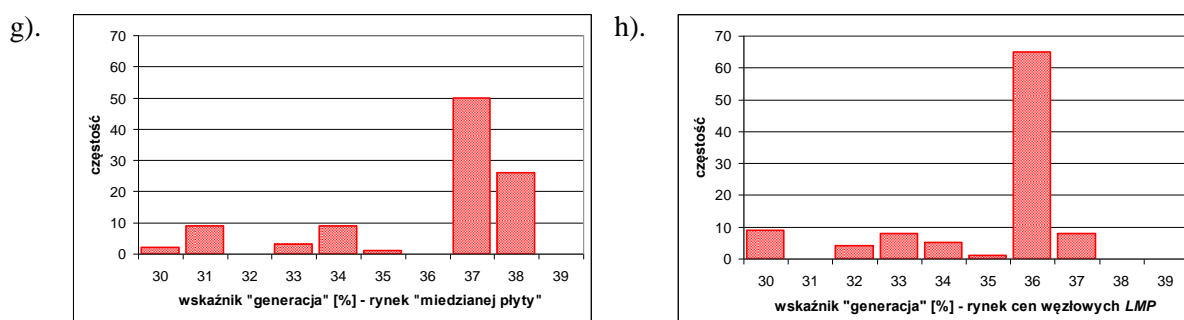 g).
70
60
50
40
30
20
10
0
częstość
30 31 32 33 34 35 36 37 38 39
wskaźnik "generacja" [%] - rynek "miedzianej płyty"
h).
70
60
50
40
30
20
10
0
częstość
30 31 32 33 34 35 36 37 38 39
wskaźnik "generacja" [%] - rynek cen węzłowych LMP